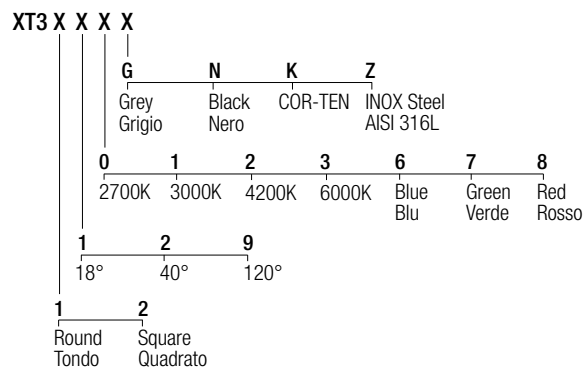 XT3 X X X X
G N K Z
Grey Black COR-TEN INOX Steel
Grigio Nero AISI 316L
0 1 2 3 6 7 8
2700K 3000K 4200K 6000K Blue Green Red
Blu Verde Rosso
1 2 9
18° 40° 120°
1 2
Round Square
Tondo Quadrato